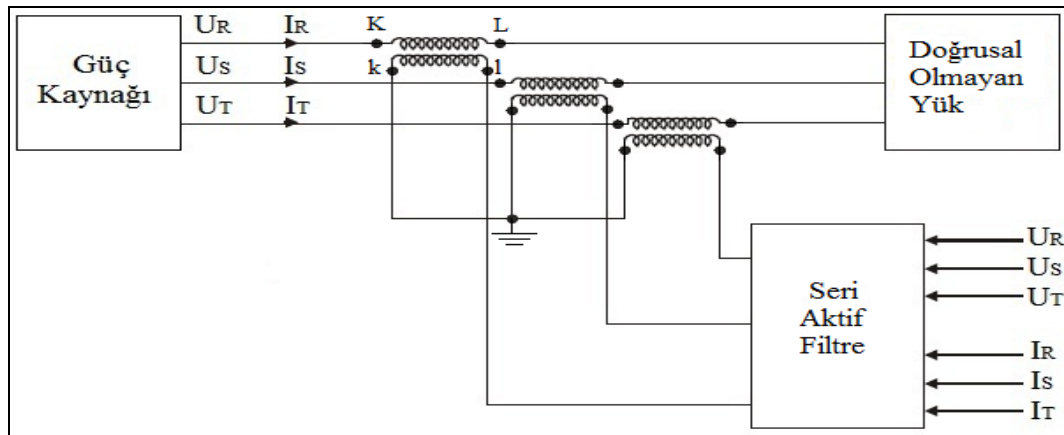 UR IR K L
Güç
Kaynağı
US IS k l
UT IT
Doğrusal
Olmayan
Yük
Seri
Aktif
Filtre
UR
US
UT
IR
IS
IT